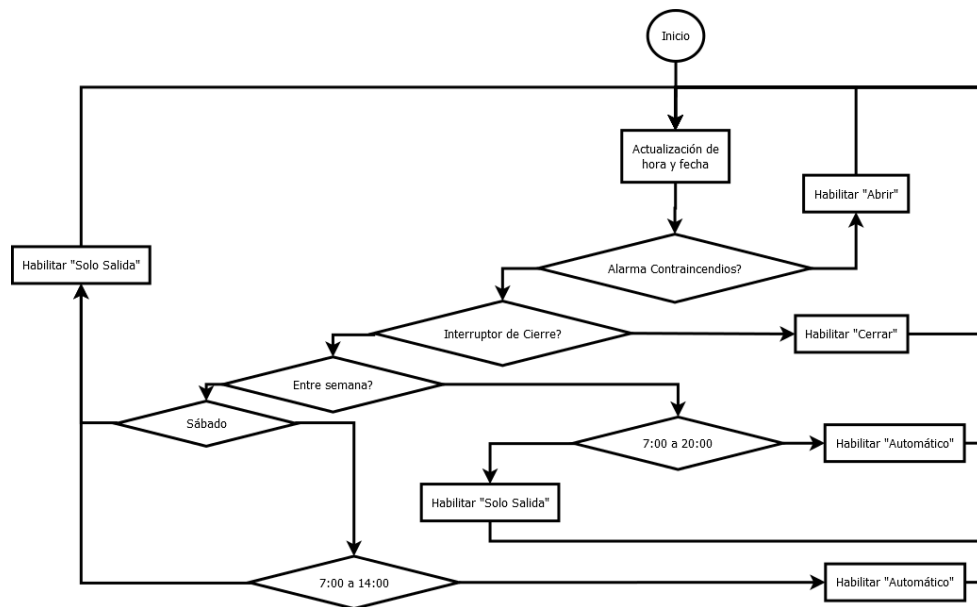 Inicio
Actualización de
hora y fecha
Habilitar "Abrir"
Habilitar "Solo Salida"
Alarma Contraincendios?
Interruptor de Cierre?
Habilitar "Cerrar"
Entre semana?
Sábado
7:00 a 20:00
Habilitar "Automático"
Habilitar "Solo Salida"
7:00 a 14:00
Habilitar "Automático"